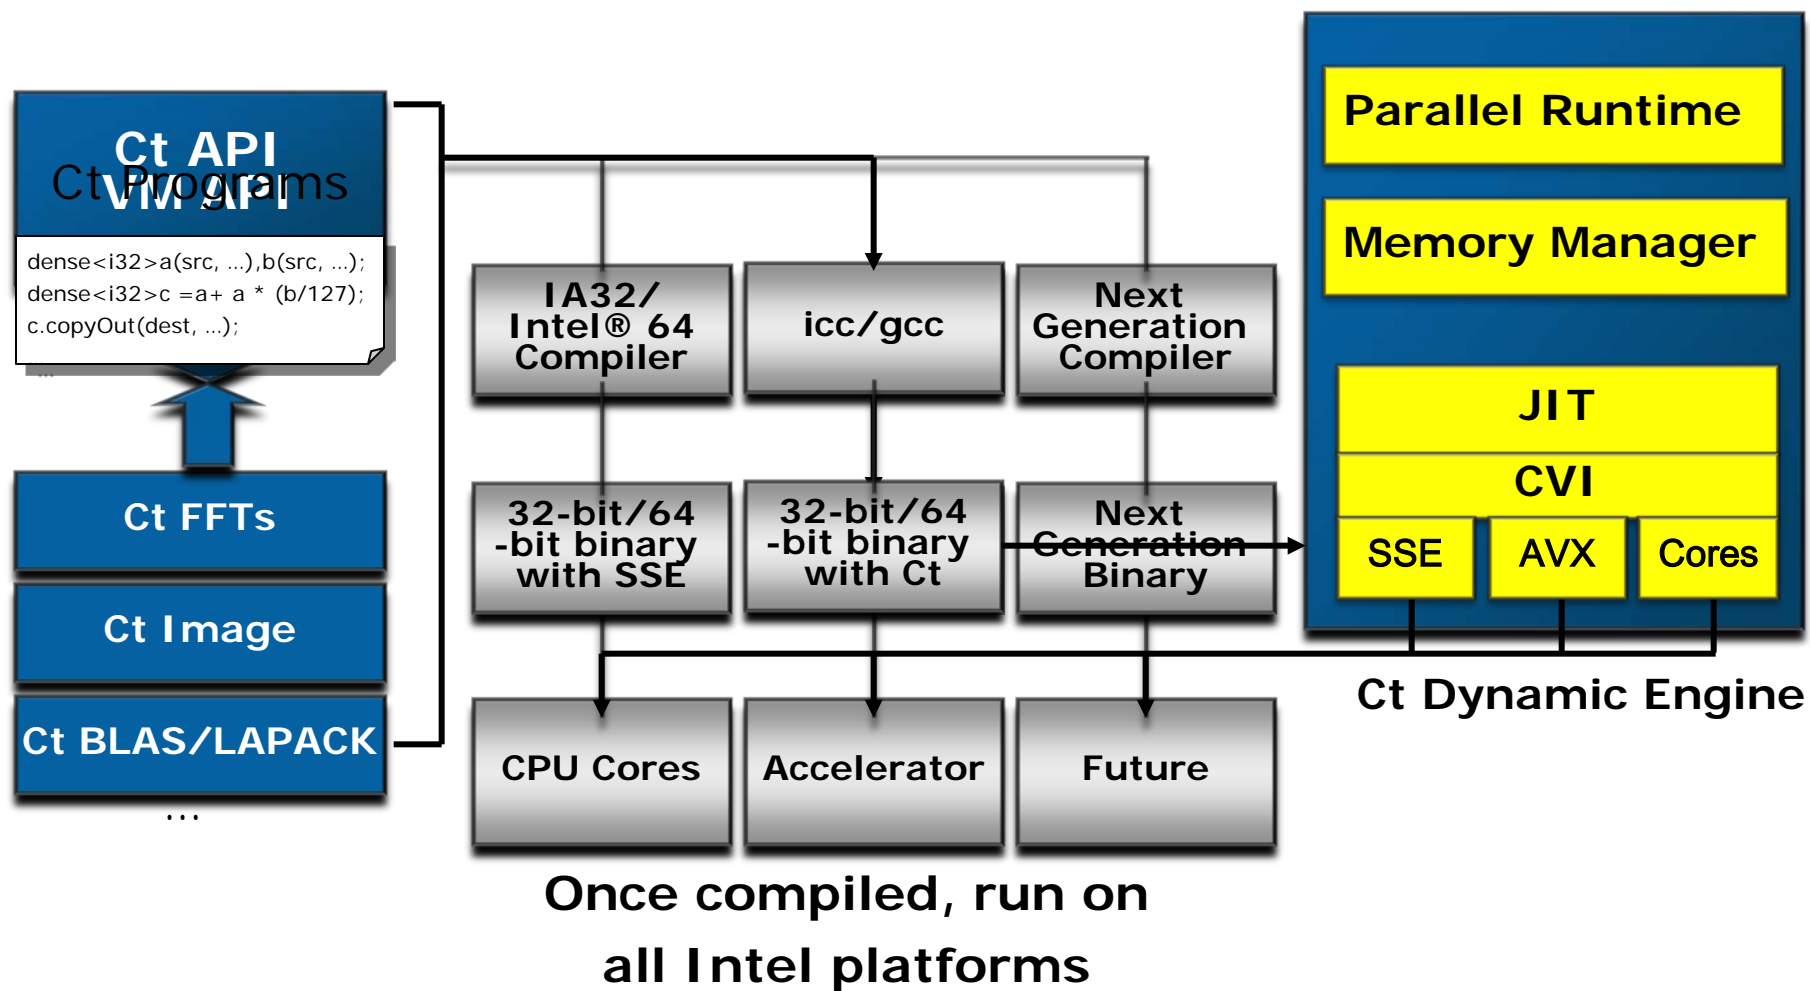 Ct API
VM API
Ct Programs
dense<i32>a(src, ...),b(src, ...);
dense<i32>c =a+ a * (b/127);
c.copyOut(dest, ...);
...
Ct FFTs
Ct Image
Ct BLAS/LAPACK
...
IA32/
Intel® 64
Compiler
icc/gcc
Next
Generation
Compiler
32-bit/64
-bit binary
with SSE
32-bit/64
-bit binary
with Ct
Next
Generation
Binary
CPU Cores
Accelerator
Future
Once compiled, run on
all Intel platforms
Parallel Runtime
Memory Manager
JIT
CVI
SSE
AVX
Cores
Ct Dynamic Engine